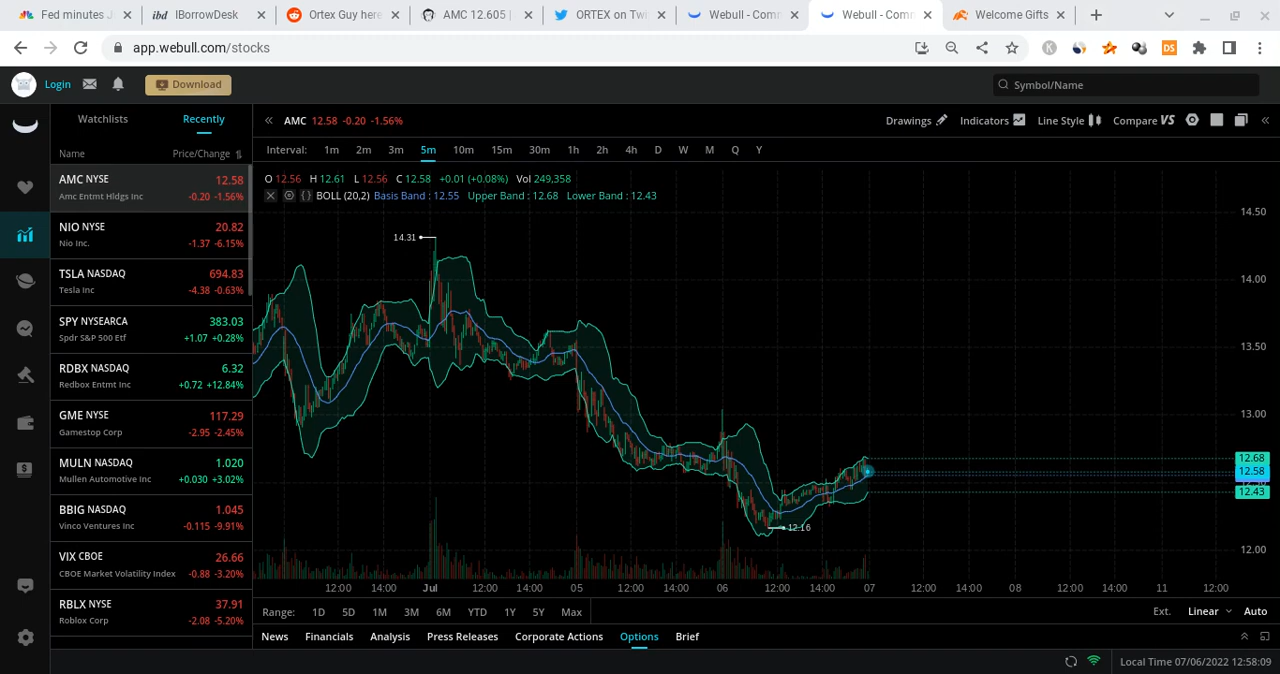 Fed minutes J
IBorrowDesk
Ortex Guy here
AMC 12.605 |
ORTEX on Twi
Webull - Comm
Webull - Comm
Welcome Gifts
app.webull.com/stocks
Login
Download
Symbol/Name
Watchlists
Recently
Name Price/Change
AMC NYSE 12.58
Amc Entmt Hldgs Inc -0.20 -1.56%
NIO NYSE 20.82
Nio Inc. -1.37 -6.15%
TSLA NASDAQ 694.83
Tesla Inc -4.38 -0.63%
SPY NYSEARCA 383.03
Spdr S&P 500 Etf +1.07 +0.28%
RDBX NASDAQ 6.32
Redbox Entmt Inc +0.72 +12.84%
GME NYSE 117.29
Gamestop Corp -2.95 -2.45%
MULN NASDAQ 1.020
Mullen Automotive Inc +0.030 +3.02%
BBIG NASDAQ 1.045
Vinco Ventures Inc -0.115 -9.91%
VIX CBOE 26.66
CBOE Market Volatility Index -0.88 -3.20%
RBLX NYSE 37.91
Roblox Corp -2.08 -5.20%
AMC 12.58 -0.20 -1.56%
Drawings Indicators Line Style Compare VS
Interval: 1m 2m 3m 5m 10m 15m 30m 1h 2h 4h D W M Q Y
O 12.56 H 12.61 L 12.56 C 12.58 +0.01 (+0.08%) Vol 249,358
BOLL (20,2) Basis Band : 12.55 Upper Band : 12.68 Lower Band : 12.43
14.50
14.31
14.00
13.50
13.00
12.68
12.58
12.43
12.16
12.00
12:00 14:00 Jul 12:00 14:00 05 12:00 14:00 06 12:00 14:00 07 12:00 14:00 08 12:00 14:00 11 12:00
Range: 1D 5D 1M 3M 6M YTD 1Y 5Y Max
Ext. Linear Auto
News Financials Analysis Press Releases Corporate Actions Options Brief
Local Time 07/06/2022 12:58:09